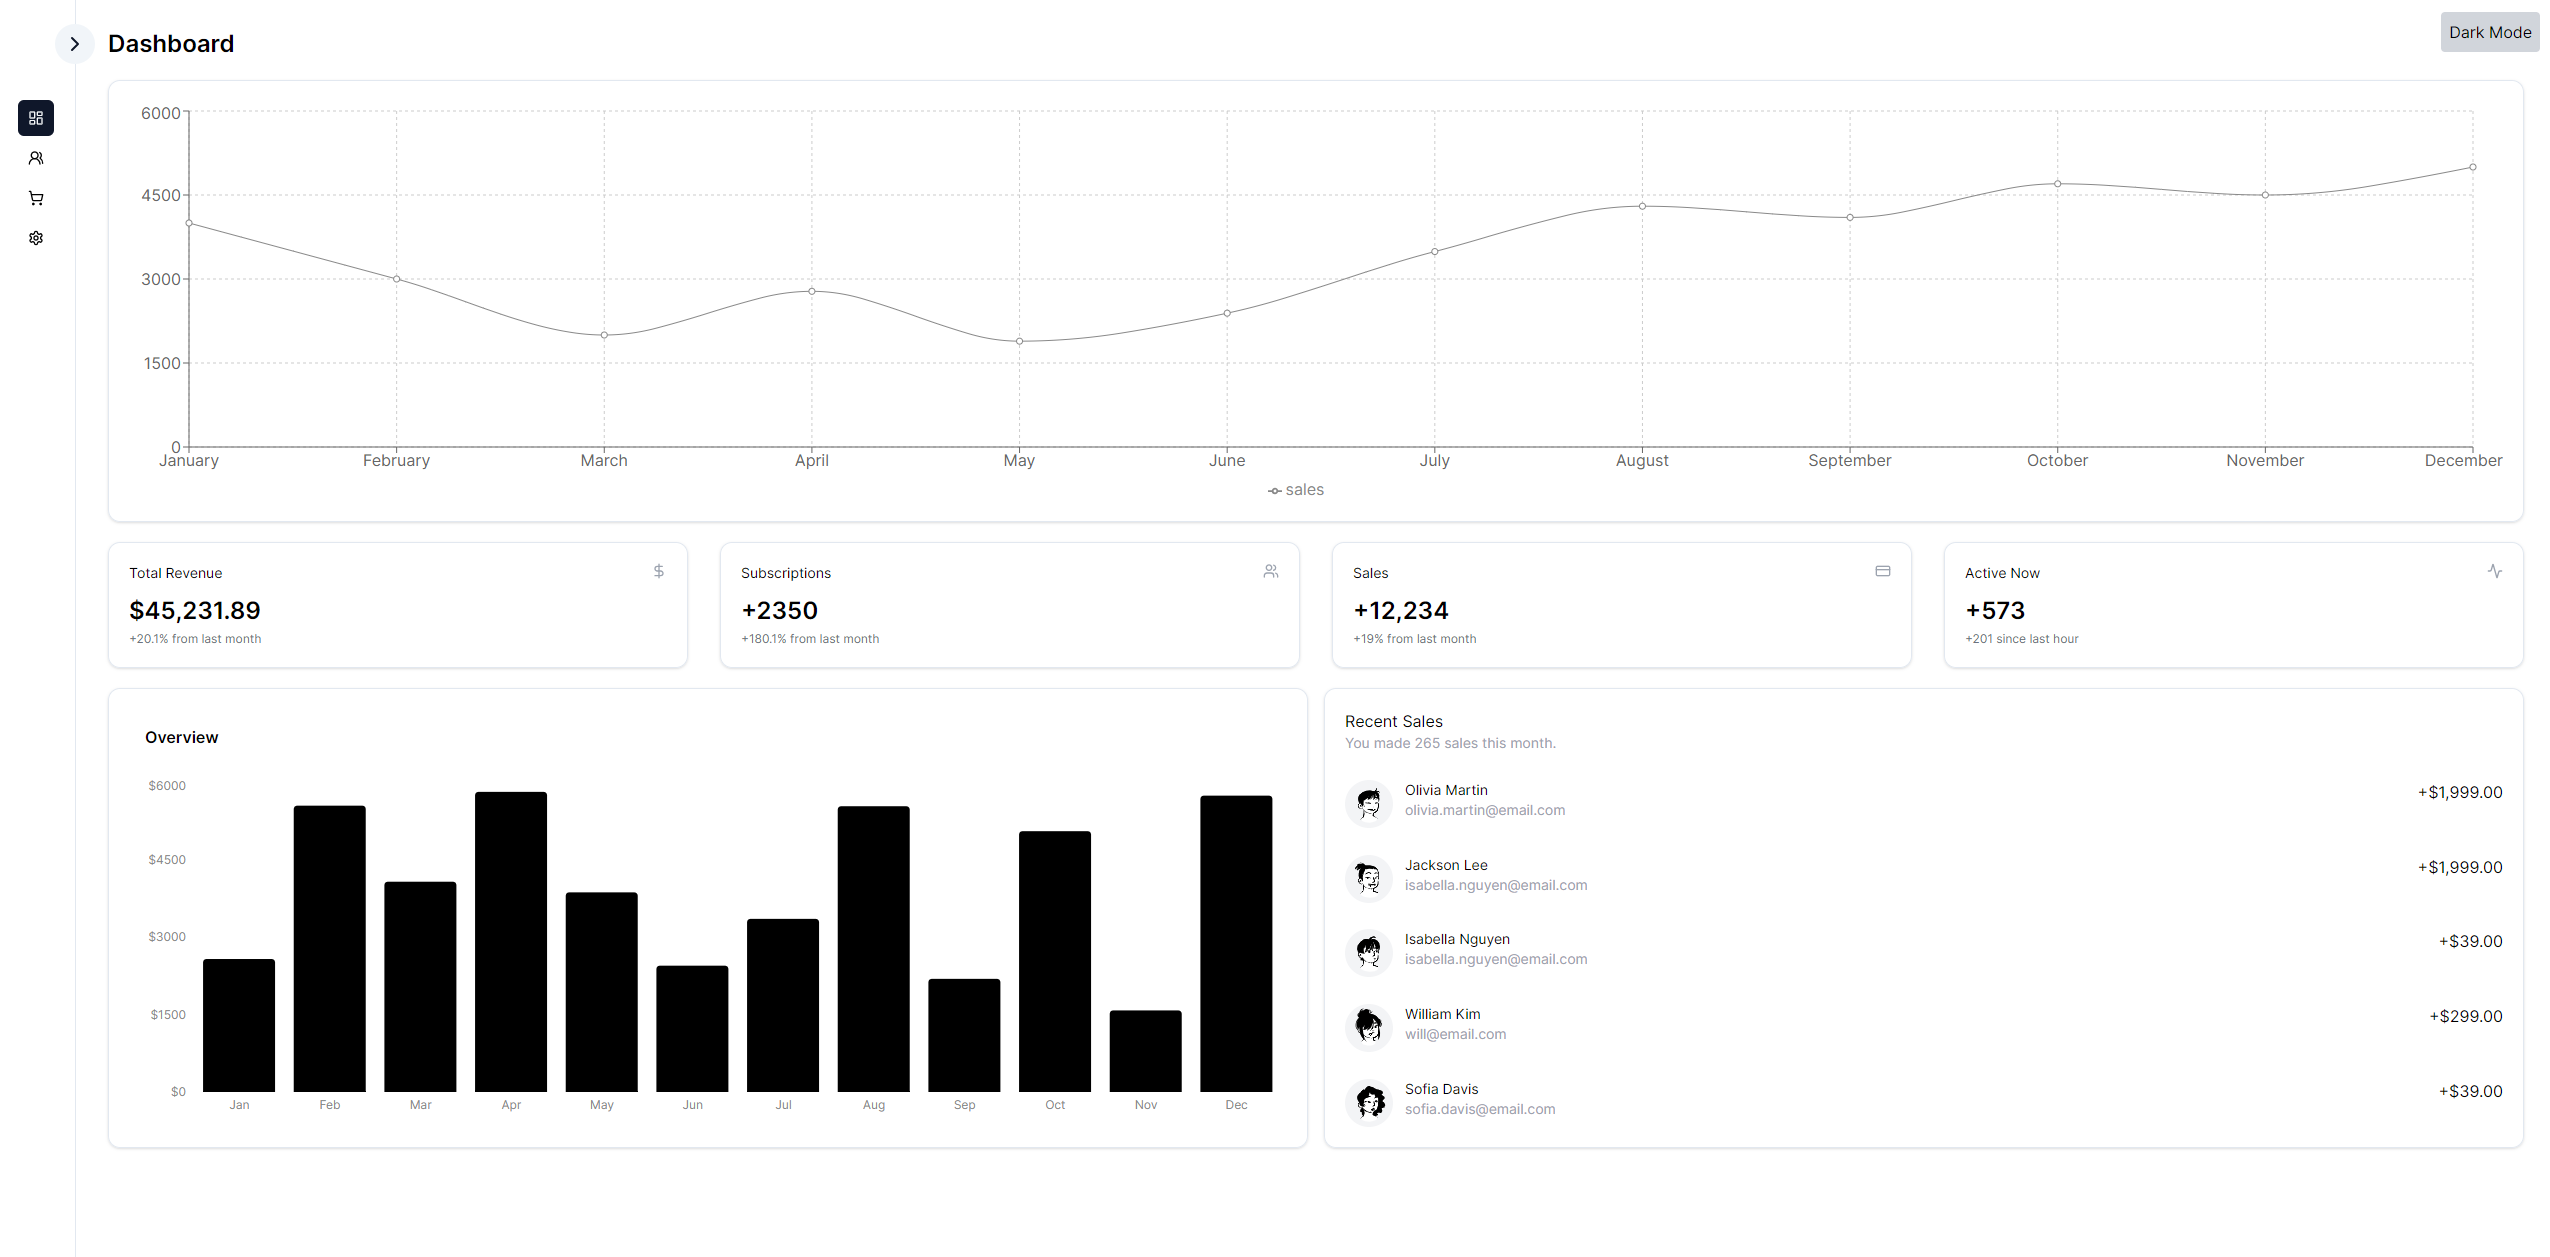 Dashboard
Dark Mode
6000
4500
3000
1500
0
January February March April May June July August September October November December
sales
Total Revenue
$45,231.89
+20.1% from last month
Subscriptions
+2350
+180.1% from last month
Sales
+12,234
+19% from last month
Active Now
+573
+201 since last hour
Overview
$6000
$4500
$3000
$1500
$0
Jan Feb Mar Apr May Jun Jul Aug Sep Oct Nov Dec
Recent Sales
You made 265 sales this month.
Olivia Martin
olivia.martin@email.com
+$1,999.00
Jackson Lee
isabella.nguyen@email.com
+$1,999.00
Isabella Nguyen
isabella.nguyen@email.com
+$39.00
William Kim
will@email.com
+$299.00
Sofia Davis
sofia.davis@email.com
+$39.00